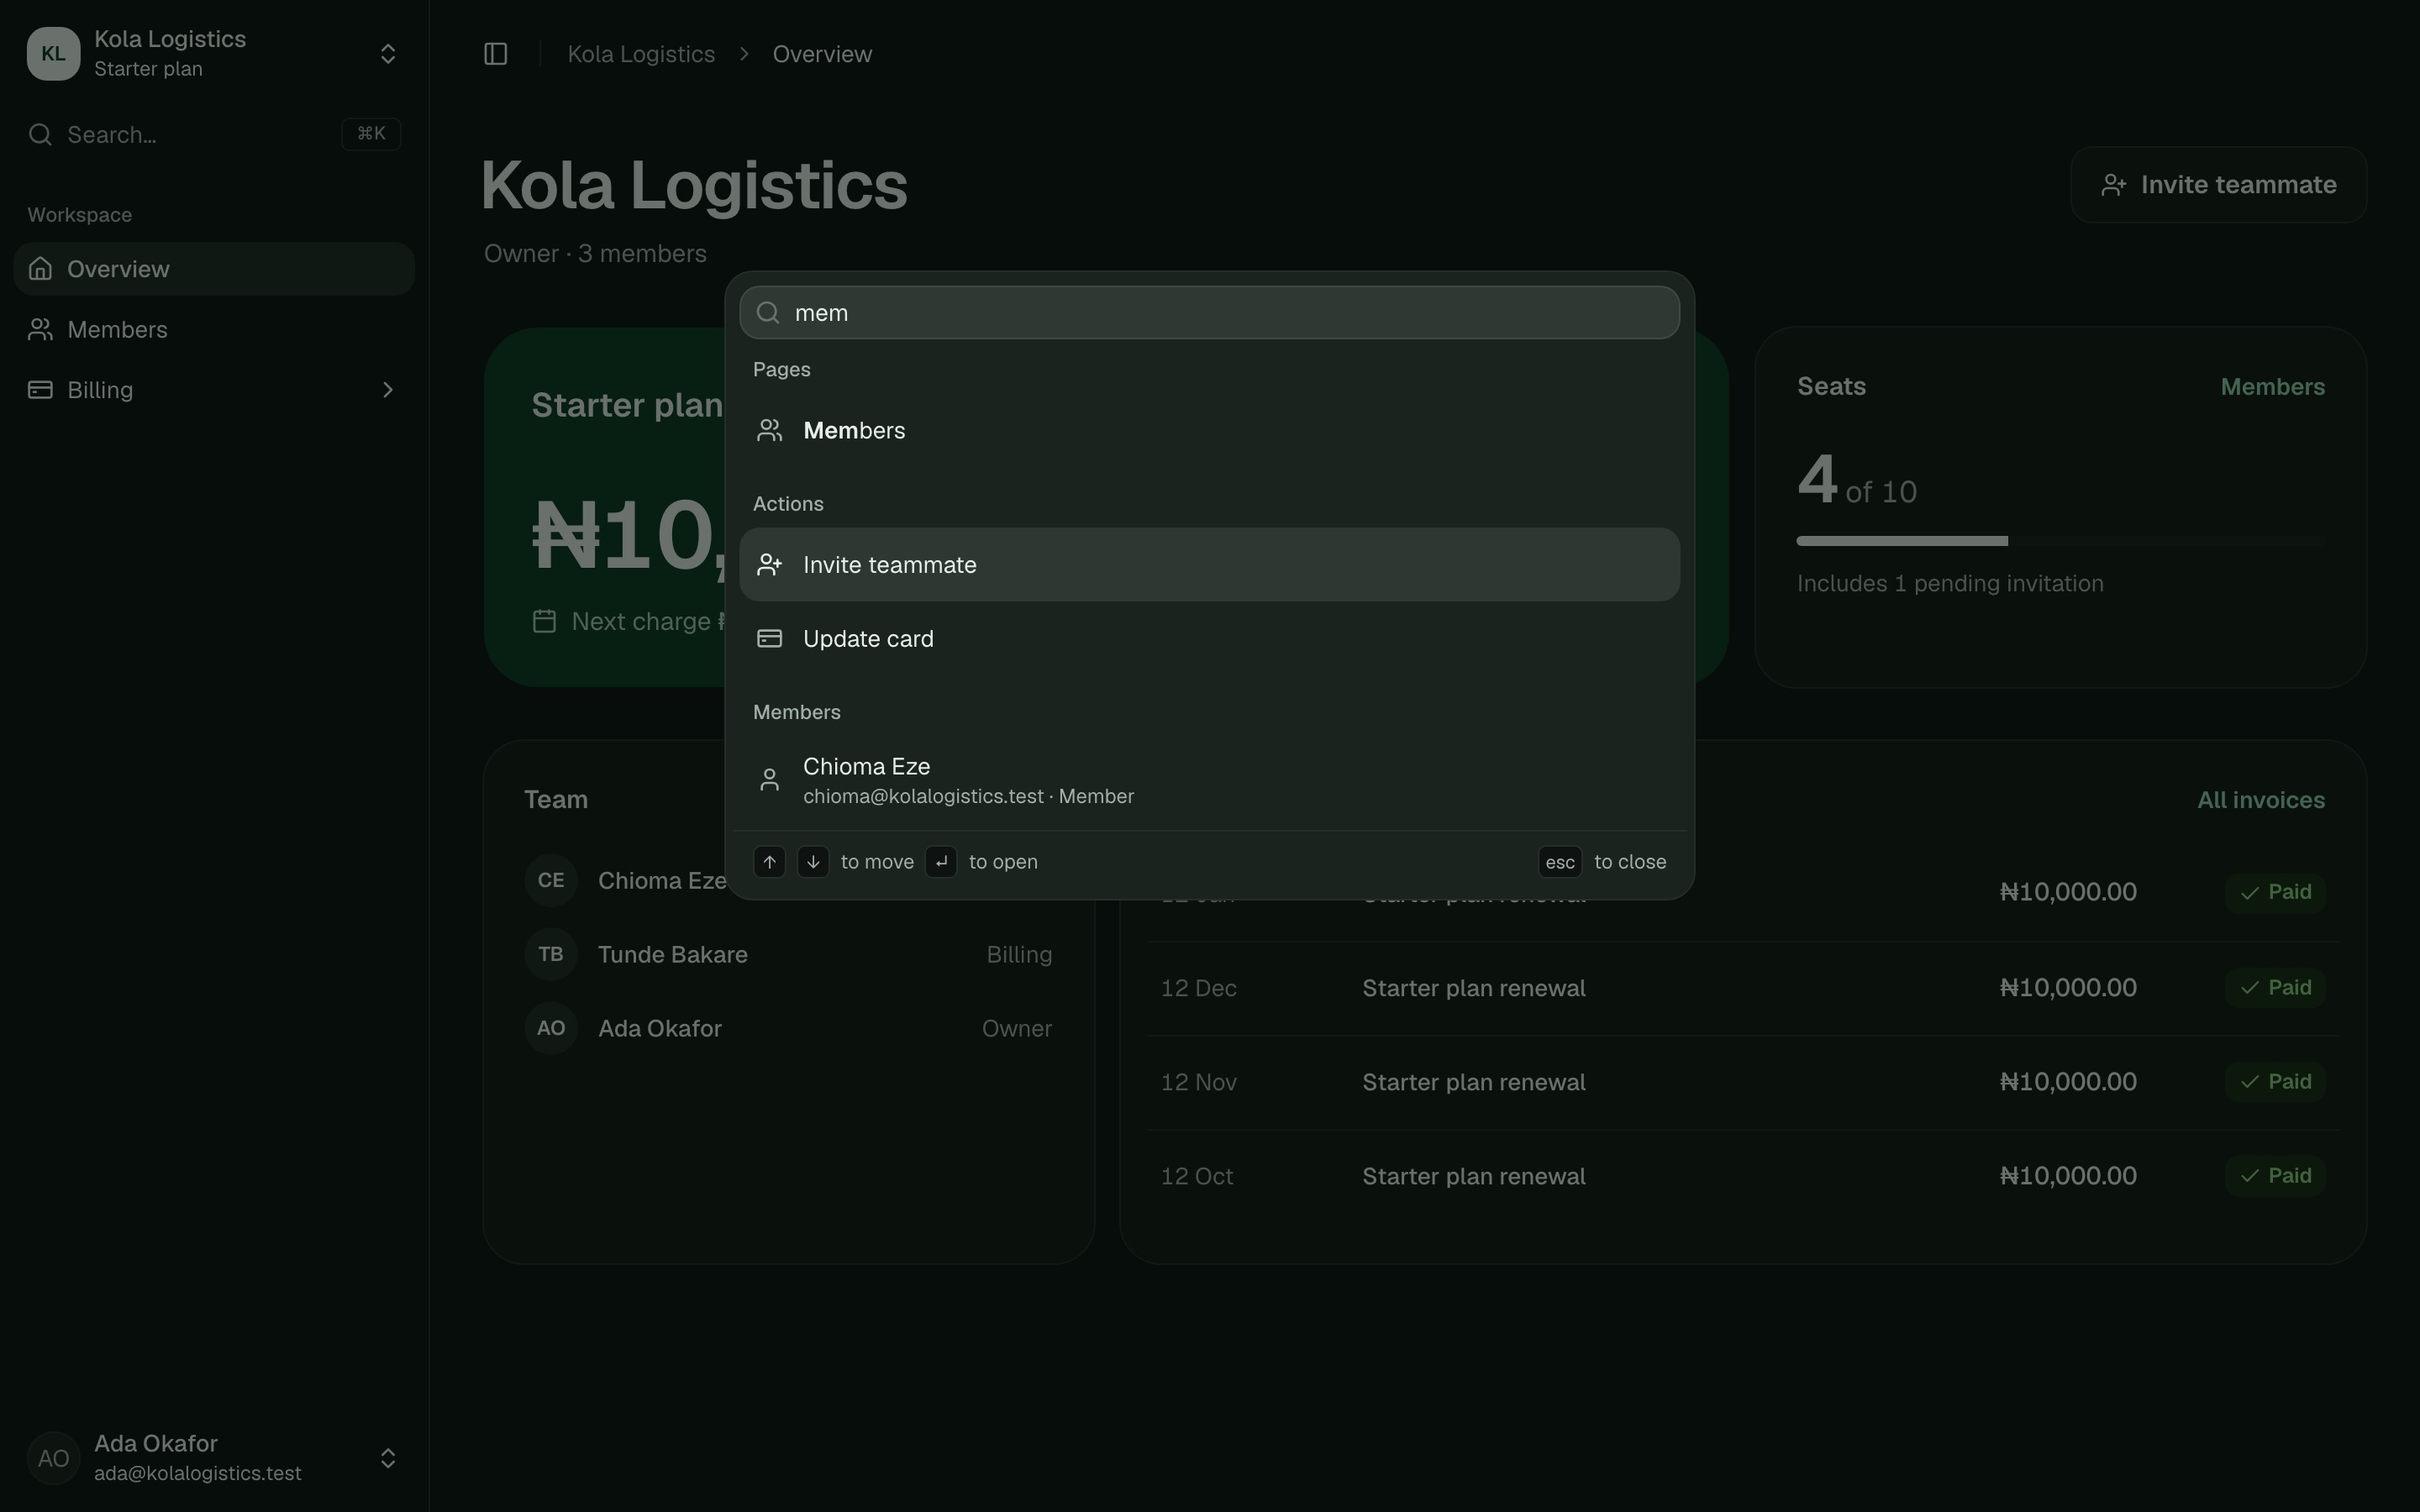 KL
Kola Logistics
Starter plan
Search...
⌘K
Workspace
Overview
Members
Billing
Ada Okafor
ada@kolalogistics.test
AO
Kola Logistics
Overview
Kola Logistics
Owner · 3 members
Invite teammate
Starter plan
₦10,
Next charge
mem
Pages
Members
Actions
Invite teammate
Update card
Members
Chioma Eze
chioma@kolalogistics.test · Member
to move
to open
esc
to close
Seats
Members
4 of 10
Includes 1 pending invitation
Team
CE
Chioma Eze
TB
Tunde Bakare
Billing
AO
Ada Okafor
Owner
All invoices
₦10,000.00
Paid
12 Dec
Starter plan renewal
₦10,000.00
Paid
12 Nov
Starter plan renewal
₦10,000.00
Paid
12 Oct
Starter plan renewal
₦10,000.00
Paid